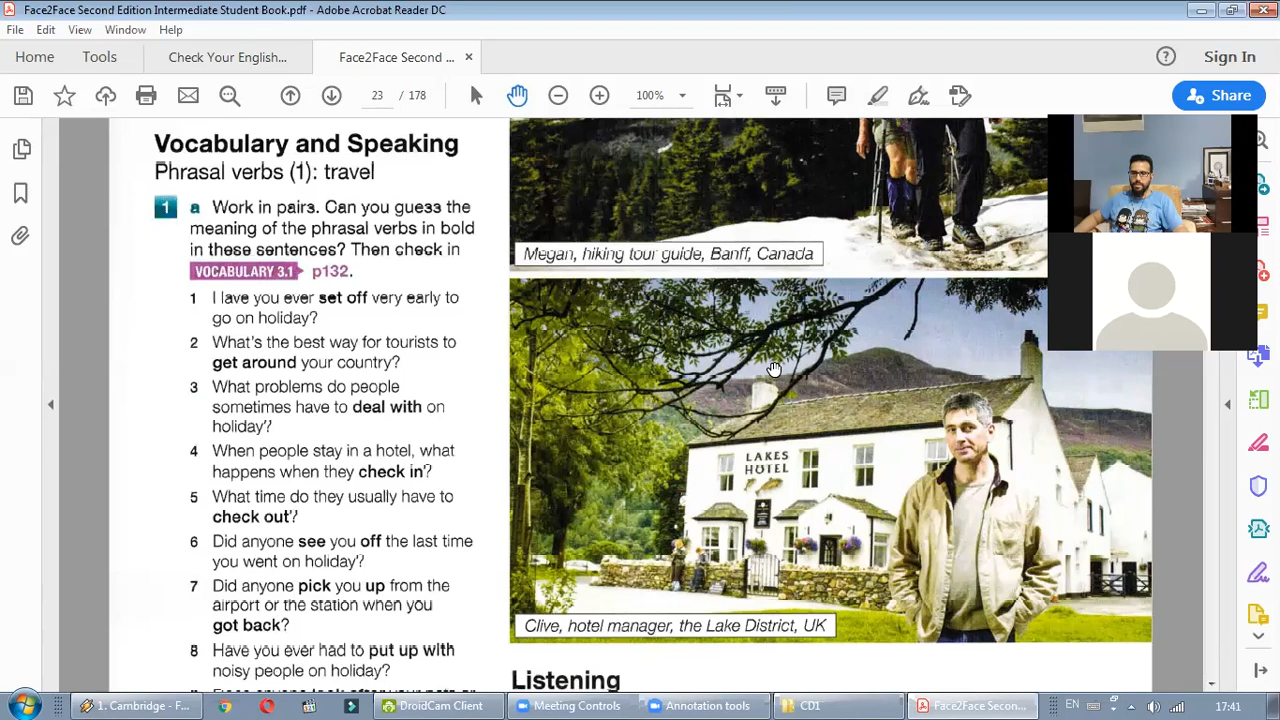 Face2Face Second Edition Intermediate Student Book.pdf - Adobe Acrobat Reader DC
File Edit View Window Help
Home Tools Check Your English... Face2Face Second ... × Sign In
23 / 178 100% Share
Vocabulary and Speaking
Phrasal verbs (1): travel
1 a Work in pairs. Can you guess the
meaning of the phrasal verbs in bold
in these sentences? Then check in
VOCABULARY 3.1 p132.
1 Have you ever set off very early to
go on holiday?
2 What's the best way for tourists to
get around your country?
3 What problems do people
sometimes have to deal with on
holiday?
4 When people stay in a hotel, what
happens when they check in?
5 What time do they usually have to
check out?
6 Did anyone see you off the last time
you went on holiday?
7 Did anyone pick you up from the
airport or the station when you
got back?
8 Have you ever had to put up with
noisy people on holiday?
Megan, hiking tour guide, Banff, Canada
LAKES
HOTEL
Clive, hotel manager, the Lake District, UK
Listening
1. Cambridge - F... DroidCam Client Meeting Controls Annotation tools CD1 Face2Face Secon... EN 17:41